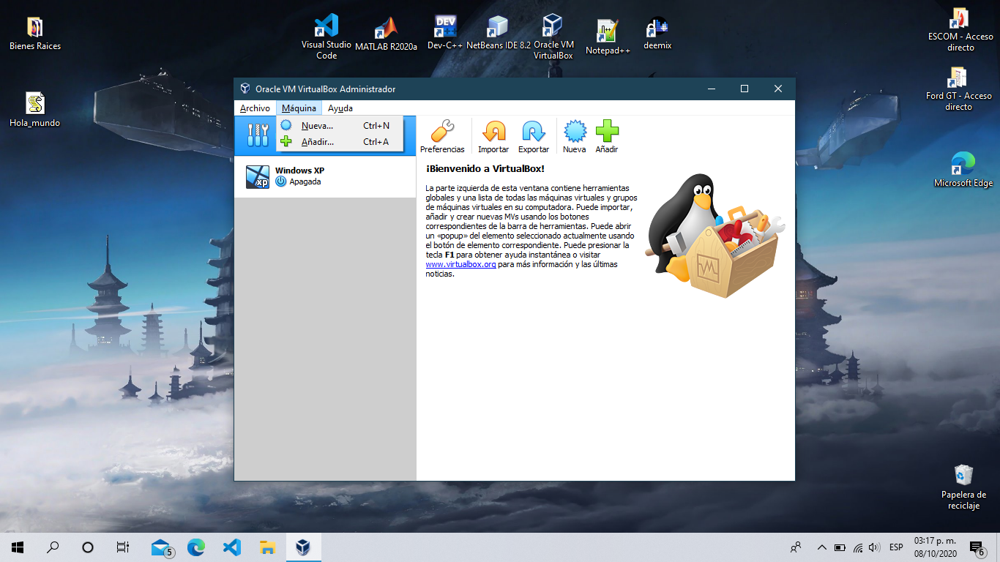 Bienes Raices
Hola_mundo
Visual Studio
Code
MATLAB R2020a
DEV
Dev-C++
NetBeans IDE 8.2
Oracle VM
VirtualBox
Notepad++
deemix
ESCOM - Acceso
directo
Ford GT - Acceso
directo
Microsoft Edge
Papelera de
reciclaje
Oracle VM VirtualBox Administrador
Archivo Máquina Ayuda
Nueva... Ctrl+N
Añadir... Ctrl+A
xp
Windows XP
Apagada
Preferencias Importar Exportar Nueva Añadir
¡Bienvenido a VirtualBox!
La parte izquierda de esta ventana contiene herramientas
globales y una lista de todas las máquinas virtuales y grupos
de máquinas virtuales en su computadora. Puede importar,
añadir y crear nuevas MVs usando los botones
correspondientes de la barra de herramientas. Puede abrir
un «popup» del elemento seleccionado actualmente usando
el botón de elemento correspondiente. Puede presionar la
tecla F1 para obtener ayuda instantánea o visitar
www.virtualbox.org para más información y las últimas
noticias.
5
ESP
03:17 p. m.
08/10/2020
6